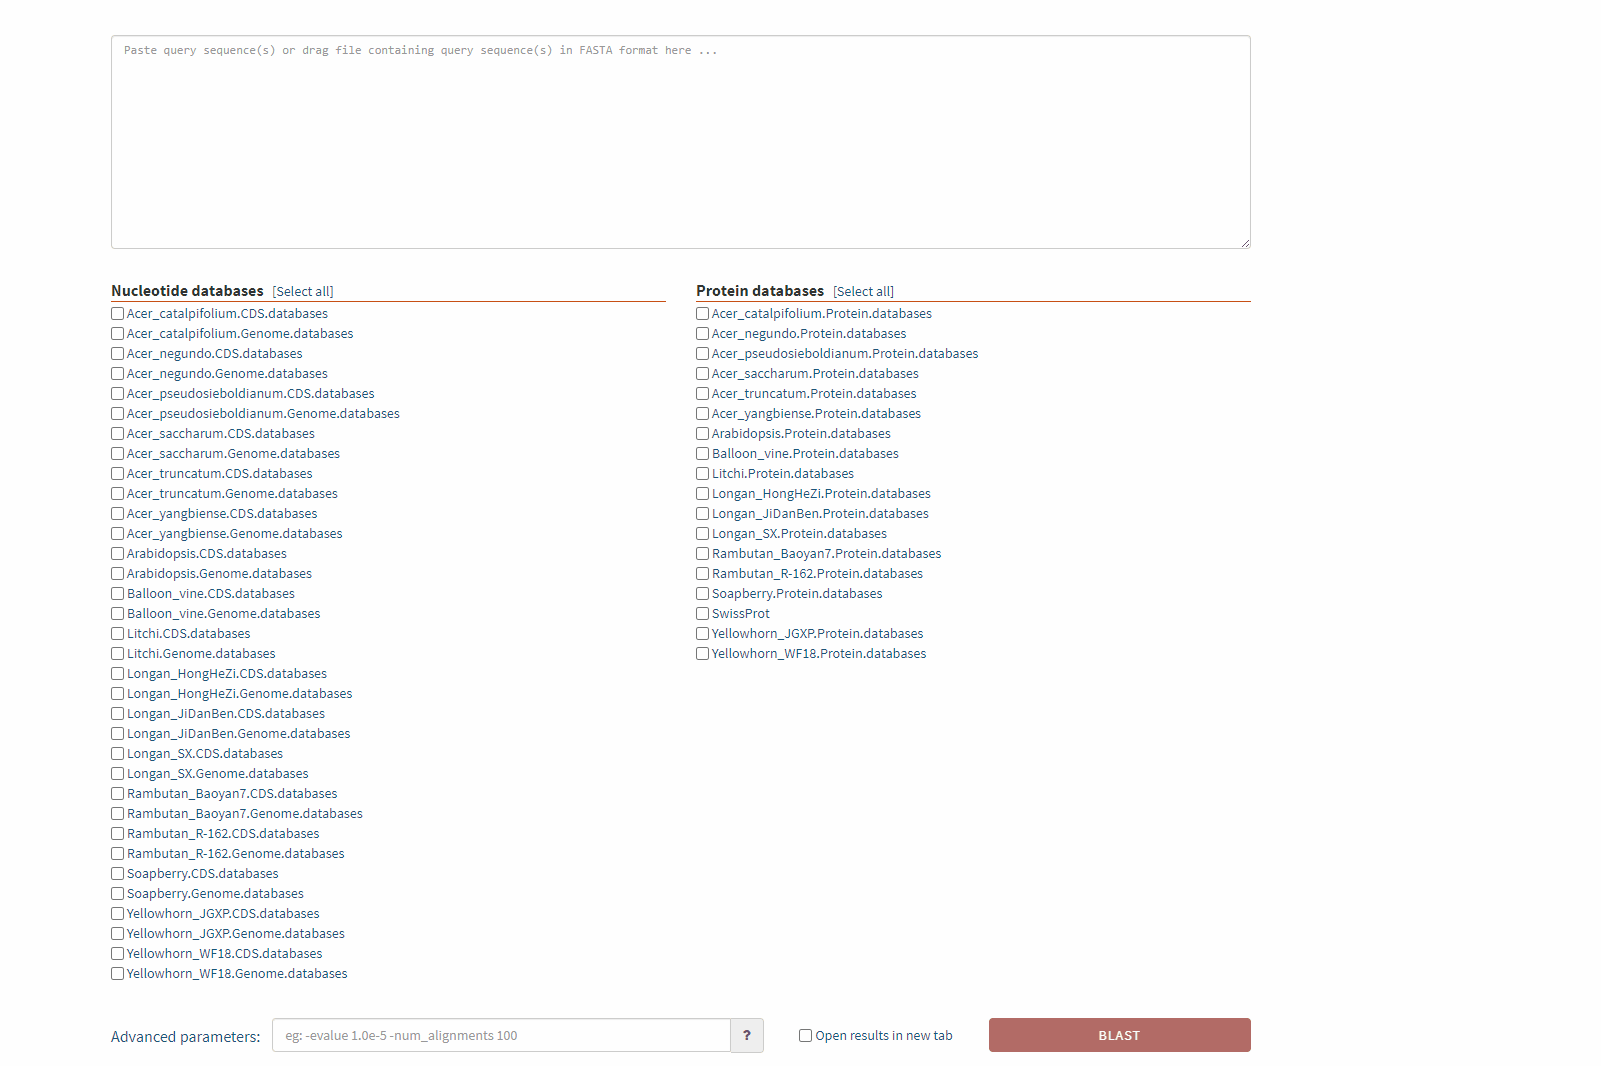 Paste query sequence(s) or drag file containing query sequence(s) in FASTA format here ...
Nucleotide databases [Select all]
Acer_catalpifolium.CDS.databases
Acer_catalpifolium.Genome.databases
Acer_negundo.CDS.databases
Acer_negundo.Genome.databases
Acer_pseudosieboldianum.CDS.databases
Acer_pseudosieboldianum.Genome.databases
Acer_saccharum.CDS.databases
Acer_saccharum.Genome.databases
Acer_truncatum.CDS.databases
Acer_truncatum.Genome.databases
Acer_yangbiense.CDS.databases
Acer_yangbiense.Genome.databases
Arabidopsis.CDS.databases
Arabidopsis.Genome.databases
Balloon_vine.CDS.databases
Balloon_vine.Genome.databases
Litchi.CDS.databases
Litchi.Genome.databases
Longan_HongHeZi.CDS.databases
Longan_HongHeZi.Genome.databases
Longan_JiDanBen.CDS.databases
Longan_JiDanBen.Genome.databases
Longan_SX.CDS.databases
Longan_SX.Genome.databases
Rambutan_Baoyan7.CDS.databases
Rambutan_Baoyan7.Genome.databases
Rambutan_R-162.CDS.databases
Rambutan_R-162.Genome.databases
Soapberry.CDS.databases
Soapberry.Genome.databases
Yellowhorn_JGXP.CDS.databases
Yellowhorn_JGXP.Genome.databases
Yellowhorn_WF18.CDS.databases
Yellowhorn_WF18.Genome.databases
Protein databases [Select all]
Acer_catalpifolium.Protein.databases
Acer_negundo.Protein.databases
Acer_pseudosieboldianum.Protein.databases
Acer_saccharum.Protein.databases
Acer_truncatum.Protein.databases
Acer_yangbiense.Protein.databases
Arabidopsis.Protein.databases
Balloon_vine.Protein.databases
Litchi.Protein.databases
Longan_HongHeZi.Protein.databases
Longan_JiDanBen.Protein.databases
Longan_SX.Protein.databases
Rambutan_Baoyan7.Protein.databases
Rambutan_R-162.Protein.databases
Soapberry.Protein.databases
SwissProt
Yellowhorn_JGXP.Protein.databases
Yellowhorn_WF18.Protein.databases
Advanced parameters: eg: -evalue 1.0e-5 -num_alignments 100 ? Open results in new tab BLAST